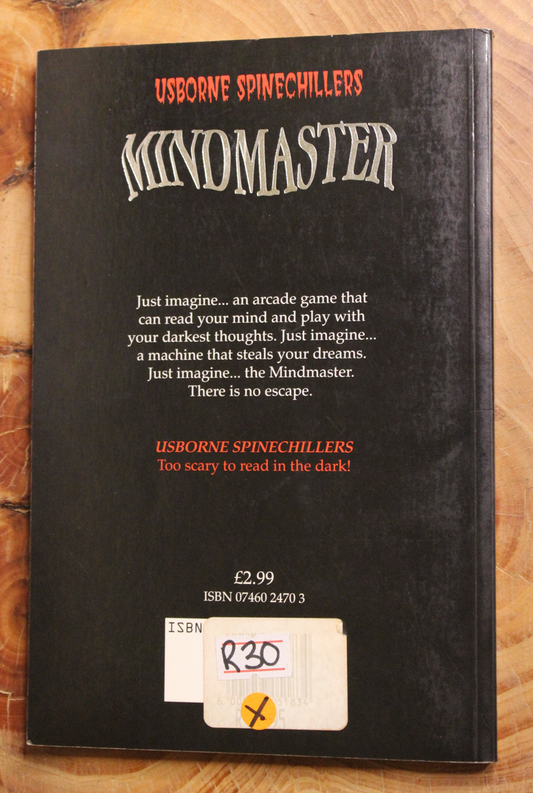 USBORNE SPINECHILLERS
MINDMASTER
Just imagine... an arcade game that
can read your mind and play with
your darkest thoughts. Just imagine...
a machine that steals your dreams.
Just imagine... the Mindmaster.
There is no escape.
USBORNE SPINECHILLERS
Too scary to read in the dark!
£2.99
ISBN 07460 2470 3
ISBN
R30
X